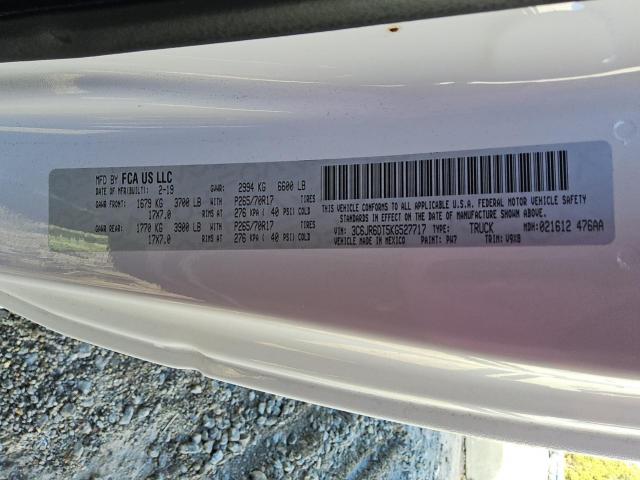 MFD BY FCA US LLC
DATE OF MFR(BUILT): 2-19 GVWR: 2994 KG 6600 LB
GAWR FRONT: 1679 KG 3700 LB WITH P265/70R17 TIRES
17X7.0 RIMS AT 276 KPA( 40 PSI) COLD
GAWR REAR: 1770 KG 3900 LB WITH P265/70R17 TIRES
17X7.0 RIMS AT 276 KPA( 40 PSI) COLD
THIS VEHICLE CONFORMS TO ALL APPLICABLE U.S.A. FEDERAL MOTOR VEHICLE SAFETY
STANDARDS IN EFFECT ON THE DATE OF MANUFACTURE SHOWN ABOVE.
VIN: 3C6JR6DT5KG527717 TYPE: TRUCK MDH: 021612 476AA
VEHICLE MADE IN MEXICO PAINT: PW7 TRIM: V9X8